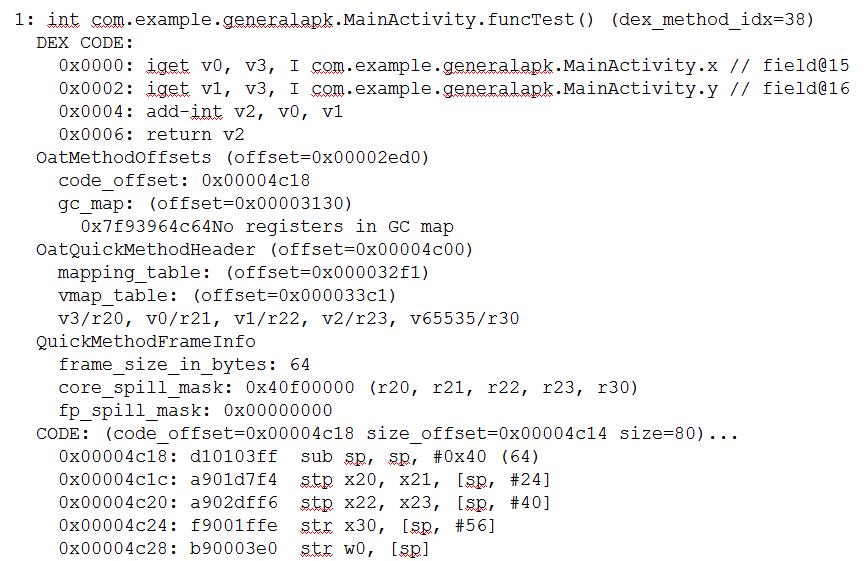 1: int com.example.generalapk.MainActivity.funcTest() (dex_method_idx=38)
DEX CODE:
0x0000: iget v0, v3, I com.example.generalapk.MainActivity.x // field@15
0x0002: iget v1, v3, I com.example.generalapk.MainActivity.y // field@16
0x0004: add-int v2, v0, v1
0x0006: return v2
OatMethodOffsets (offset=0x00002ed0)
code_offset: 0x00004c18
gc_map: (offset=0x00003130)
0x7f93964c64No registers in GC map
OatQuickMethodHeader (offset=0x00004c00)
mapping_table: (offset=0x000032f1)
vmap_table: (offset=0x000033c1)
v3/r20, v0/r21, v1/r22, v2/r23, v65535/r30
QuickMethodFrameInfo
frame_size_in_bytes: 64
core_spill_mask: 0x40f00000 (r20, r21, r22, r23, r30)
fp_spill_mask: 0x00000000
CODE: (code_offset=0x00004c18 size_offset=0x00004c14 size=80)...
0x00004c18: d10103ff sub sp, sp, #0x40 (64)
0x00004c1c: a901d7f4 stp x20, x21, [sp, #24]
0x00004c20: a902dff6 stp x22, x23, [sp, #40]
0x00004c24: f9001ffe str x30, [sp, #56]
0x00004c28: b90003e0 str w0, [sp]